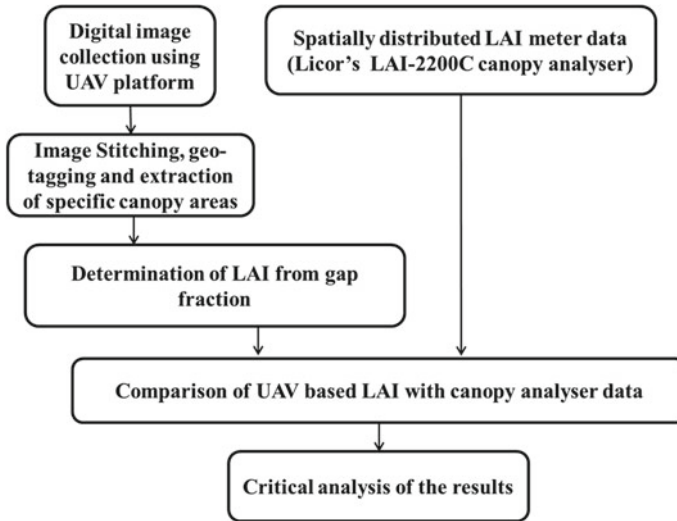 Digital image
collection using
UAV platform
Spatially distributed LAI meter data
(Licor's LAI-2200C canopy analyser)
Image Stitching, geo-
tagging and extraction
of specific canopy areas
Determination of LAI from gap
fraction
Comparison of UAV based LAI with canopy analyser data
Critical analysis of the results